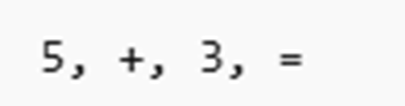 5, +, 3, =